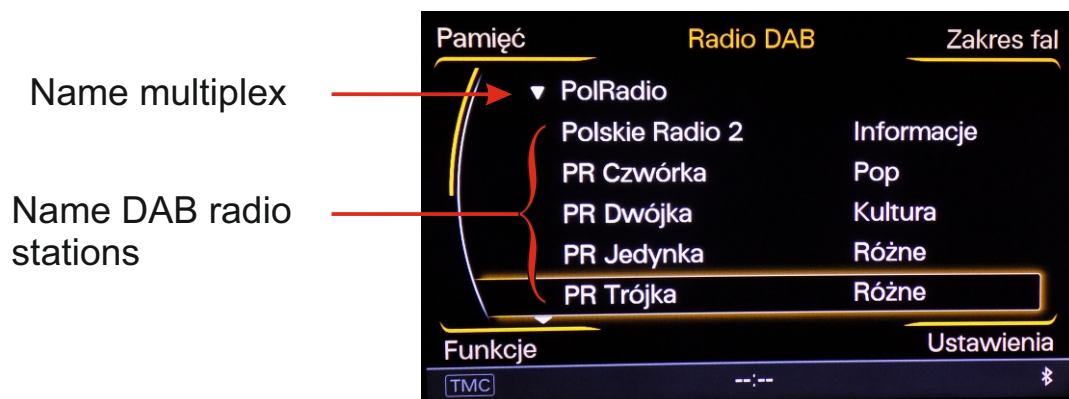 Pamięć Radio DAB Zakres fal
Name multiplex
PolRadio
Polskie Radio 2 Informacje
PR Czwórka Pop
Name DAB radio
stations
PR Dwójka Kultura
PR Jedynka Różne
PR Trójka Różne
Funkcje Ustawienia
TMC --:--